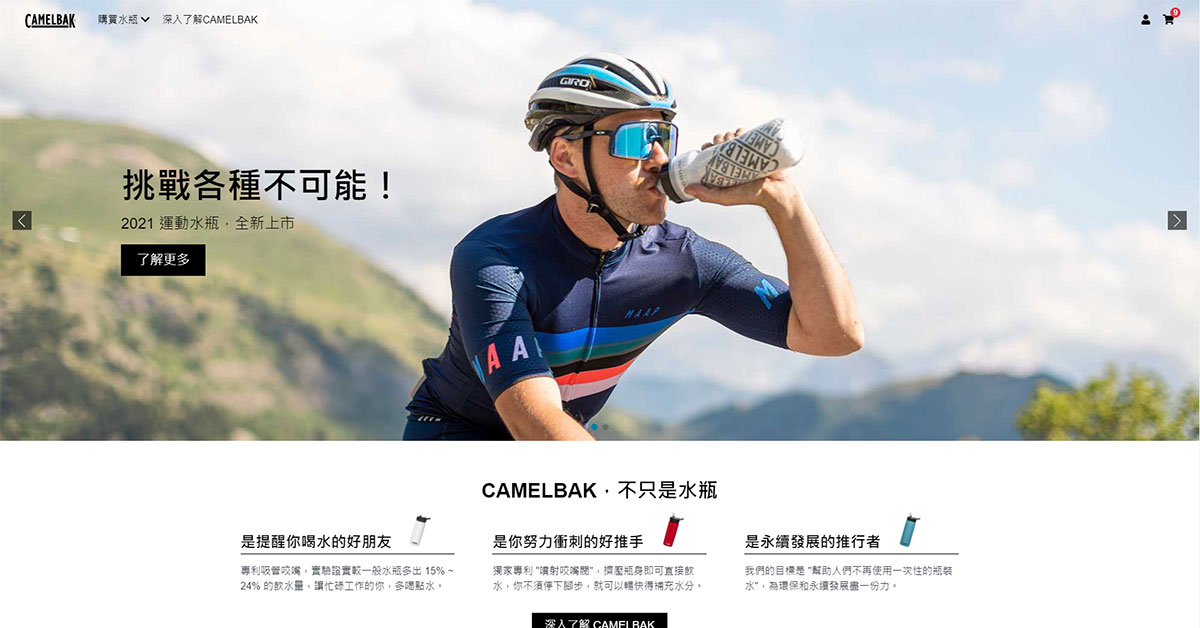 CAMELBAK
購買水瓶
深入了解CAMELBAK
9
GIRO
CAMELBAK
挑戰各種不可能！
2021 運動水瓶，全新上市
了解更多
MAAP
M
A A
CAMELBAK，不只是水瓶
是提醒你喝水的好朋友
專利吸管咬嘴，實驗證實較一般水瓶多出 15% ~
24% 的飲水量，讓忙碌工作的你，多喝點水。
是你努力衝刺的好推手
獨家專利 "噴射咬嘴閥"，擠壓瓶身即可直接飲
水，你不須停下腳步，就可以暢快得補充水分。
是永續發展的推行者
我們的目標是 "幫助人們不再使用一次性的瓶裝
水"，為環保和永續發展盡一份力。
深入了解 CAMELBAK